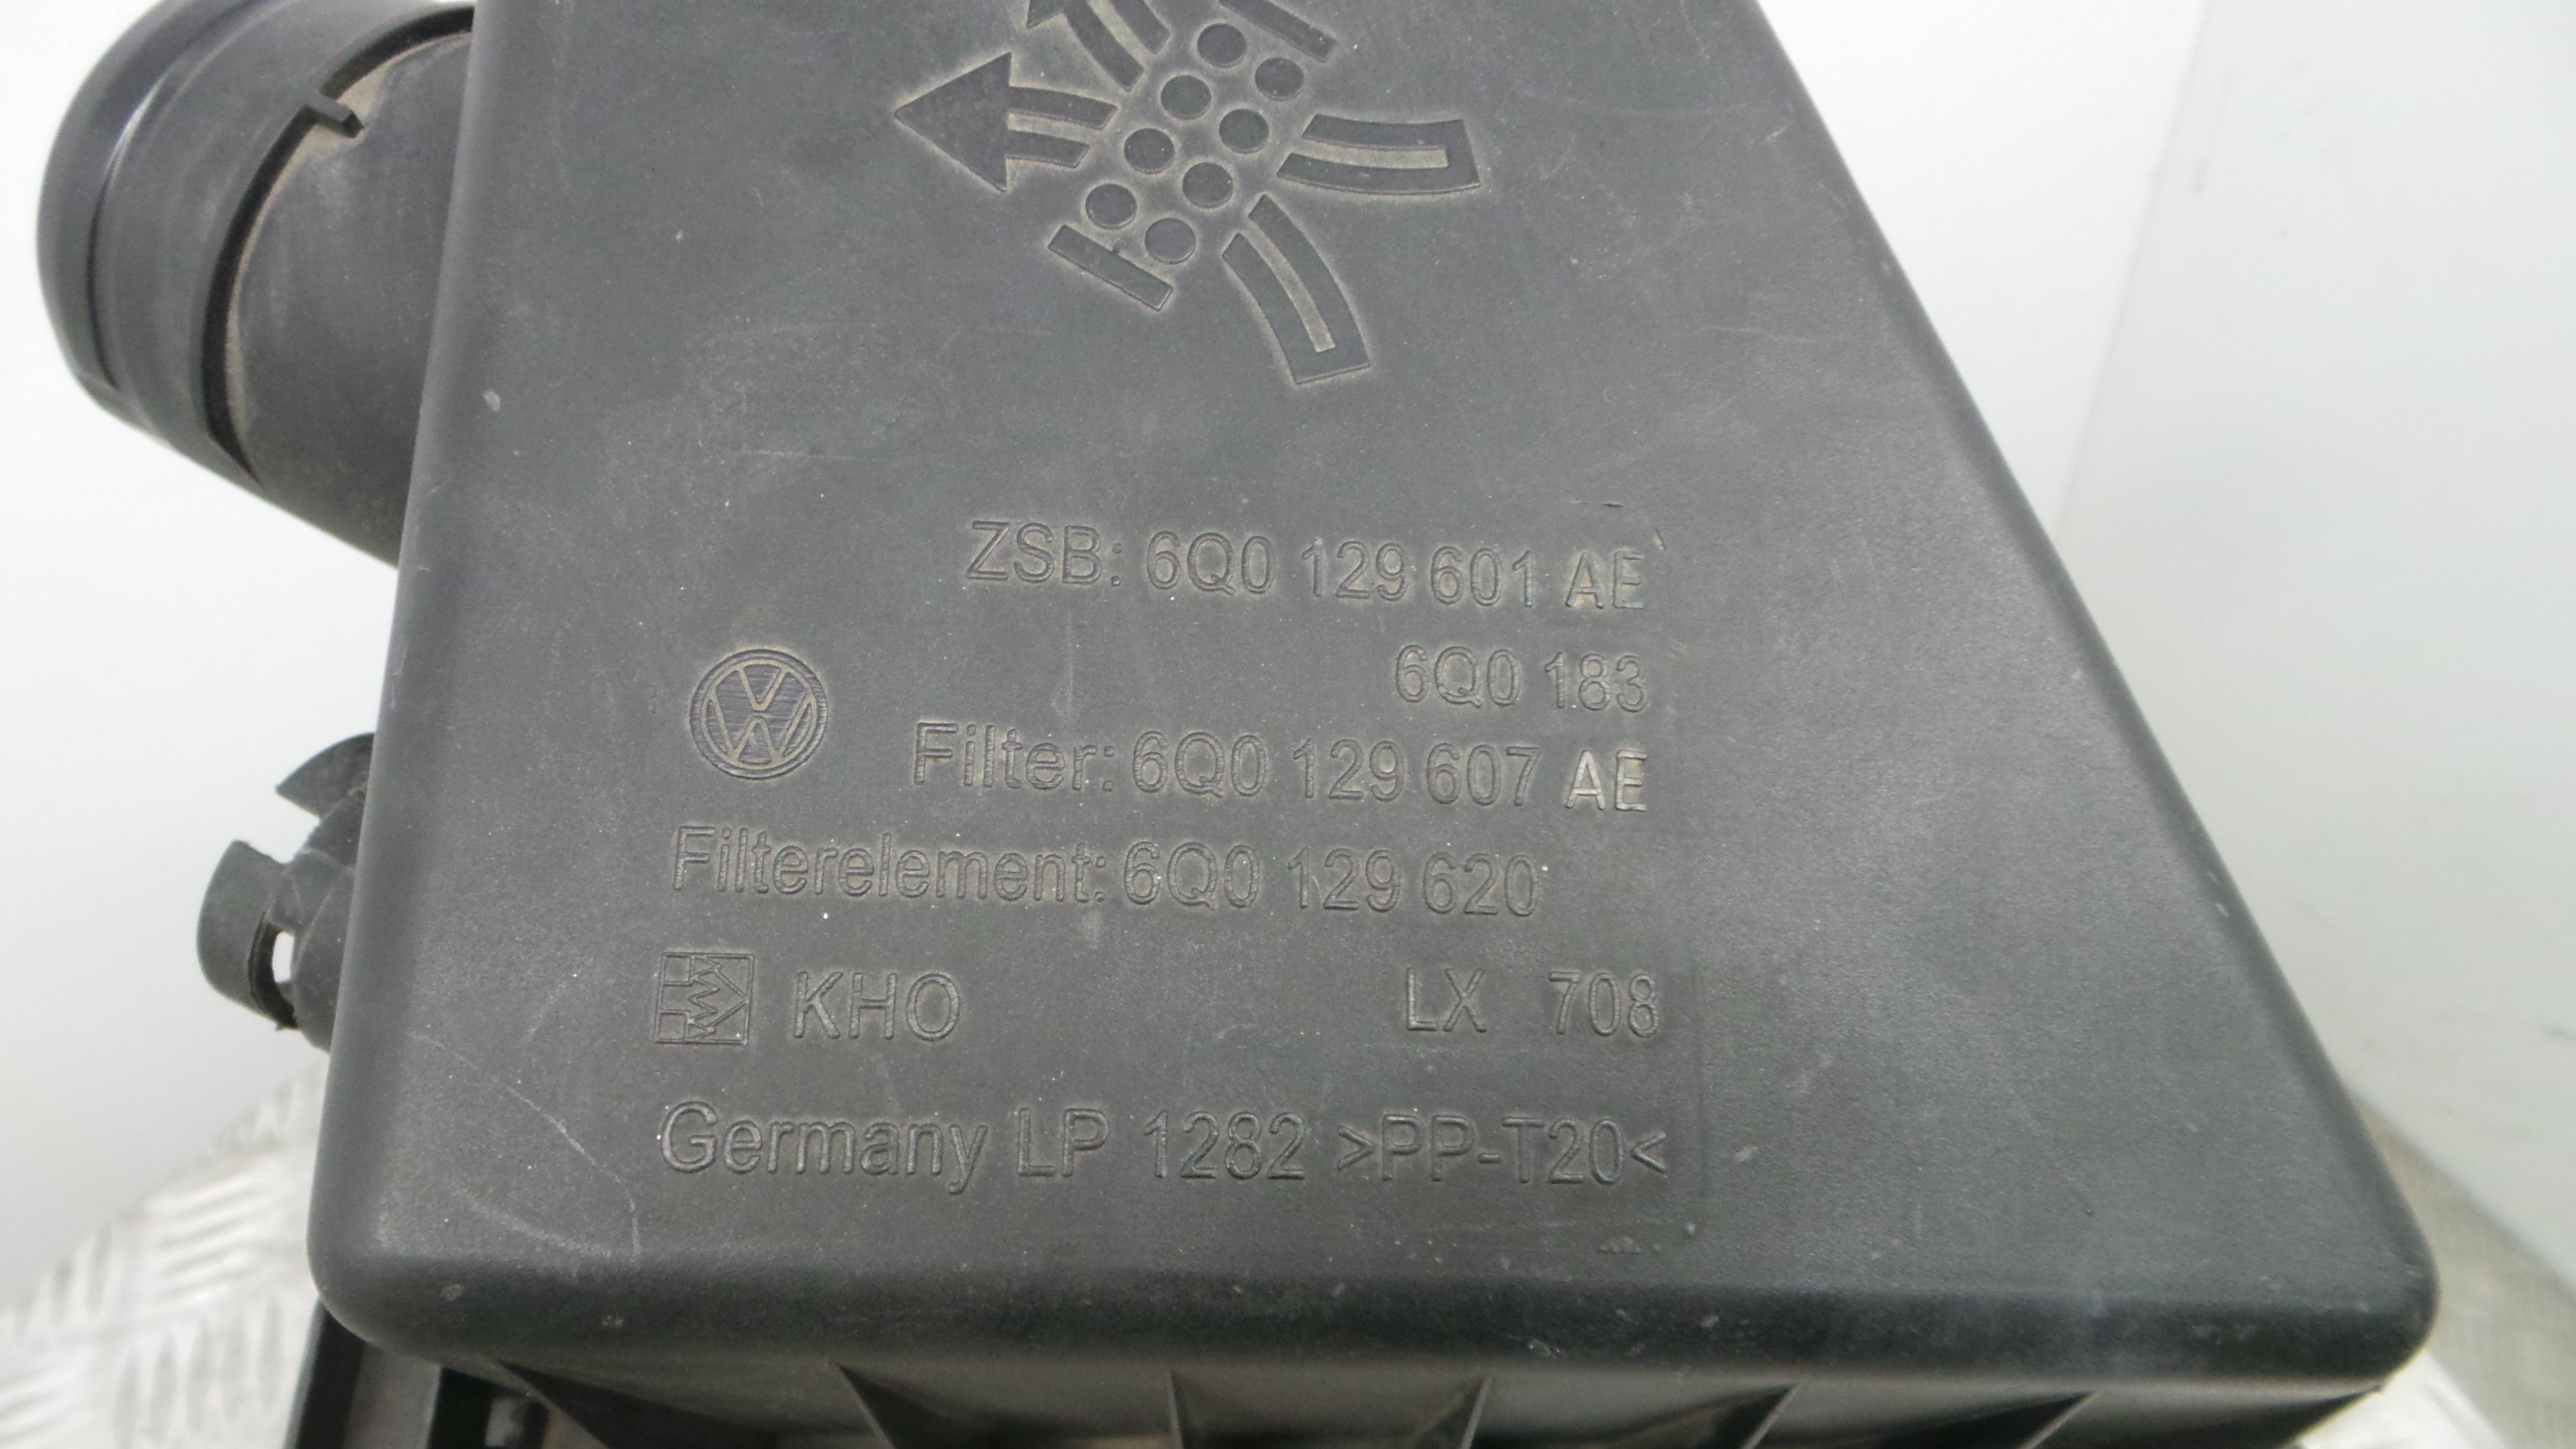 ZSB: 6Q0 129 601 AE
6Q0 183
Filter: 6Q0 129 607 AE
Filterelement: 6Q0 129 620
KHO LX 708
Germany LP 1282 >PP-T20<